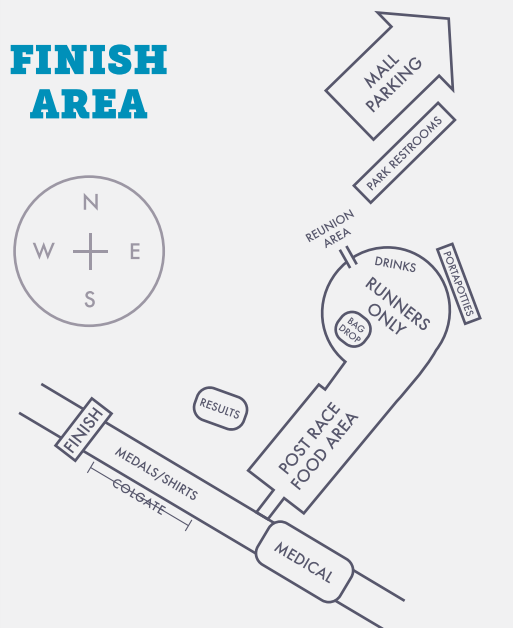 FINISH
AREA
MALL
PARKING
PARK RESTROOMS
N
W
E
S
REUNION
AREA
DRINKS
PORTAPOTTIES
RUNNERS
ONLY
BAG
DROP
RESULTS
FINISH
POST RACE
FOOD AREA
MEDALS/SHIRTS
COLGATE
MEDICAL